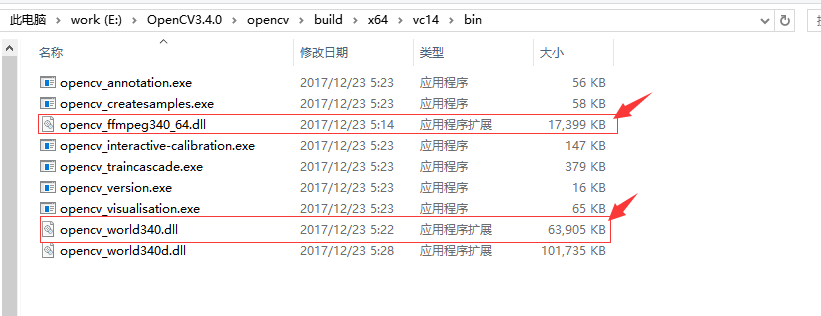 此电脑 > work (E:) > OpenCV3.4.0 > opencv > build > x64 > vc14 > bin
名称 修改日期 类型 大小
opencv_annotation.exe 2017/12/23 5:23 应用程序 56 KB
opencv_createsamples.exe 2017/12/23 5:23 应用程序 58 KB
opencv_ffmpeg340_64.dll 2017/12/23 5:14 应用程序扩展 17,399 KB
opencv_interactive-calibration.exe 2017/12/23 5:23 应用程序 147 KB
opencv_traincascade.exe 2017/12/23 5:23 应用程序 379 KB
opencv_version.exe 2017/12/23 5:23 应用程序 16 KB
opencv_visualisation.exe 2017/12/23 5:23 应用程序 65 KB
opencv_world340.dll 2017/12/23 5:22 应用程序扩展 63,905 KB
opencv_world340d.dll 2017/12/23 5:28 应用程序扩展 101,735 KB